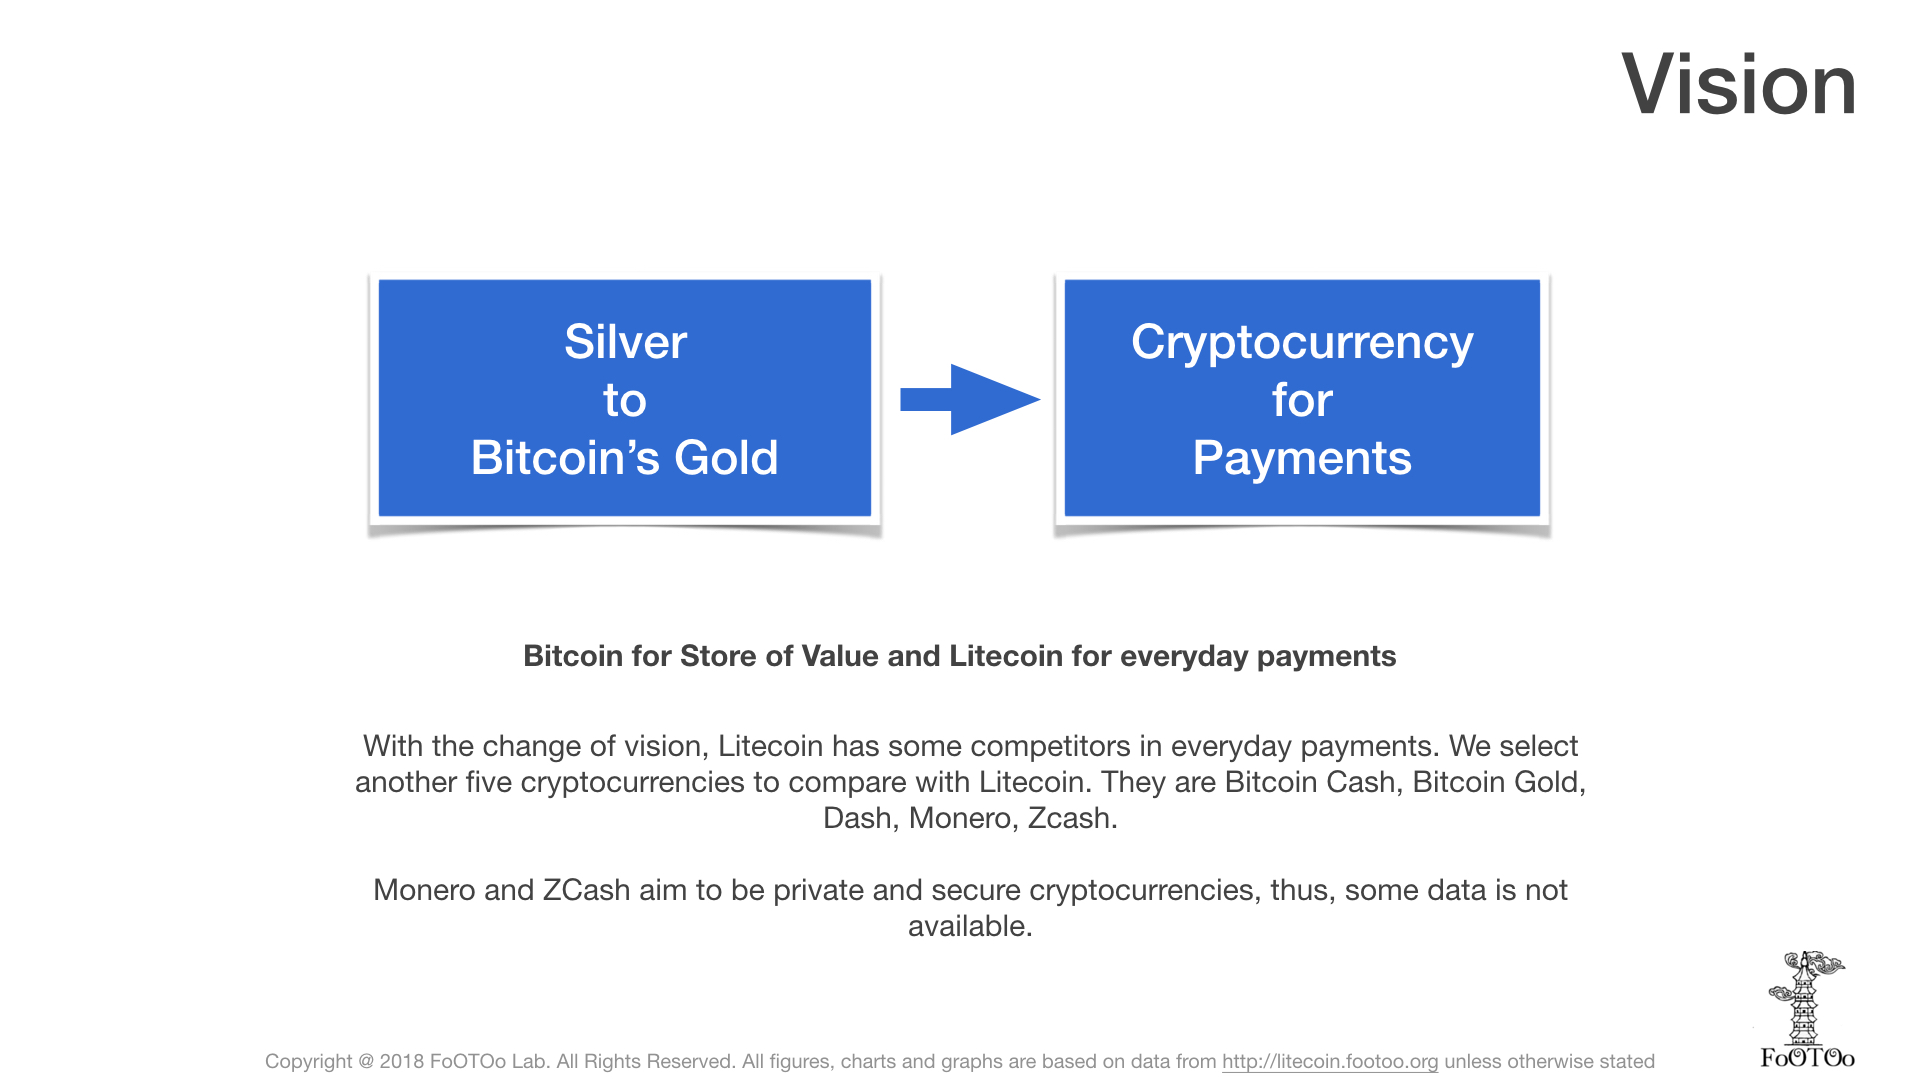 Vision
Silver
to
Bitcoin’s Gold
Cryptocurrency
for
Payments
Bitcoin for Store of Value and Litecoin for everyday payments
With the change of vision, Litecoin has some competitors in everyday payments. We select
another five cryptocurrencies to compare with Litecoin. They are Bitcoin Cash, Bitcoin Gold,
Dash, Monero, Zcash.
Monero and ZCash aim to be private and secure cryptocurrencies, thus, some data is not
available.
Copyright @ 2018 FoOTOo Lab. All Rights Reserved. All figures, charts and graphs are based on data from http://litecoin.footoo.org unless otherwise stated
FoOTOo